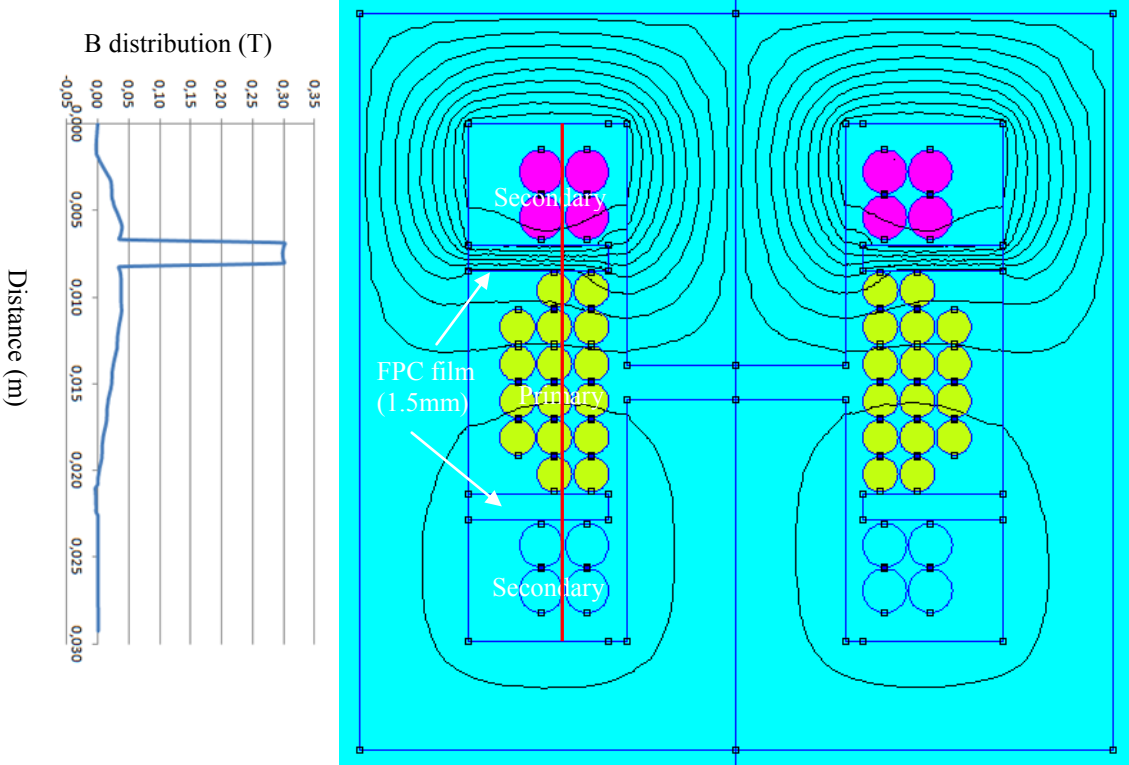 B distribution (T)
-0,05
0,00
0,05
0,10
0,15
0,20
0,25
0,30
0,35
0,000
0,005
0,010
0,015
0,020
0,025
0,030
Distance (m)
Secondary
FPC film
(1.5mm)
Primary
Secondary